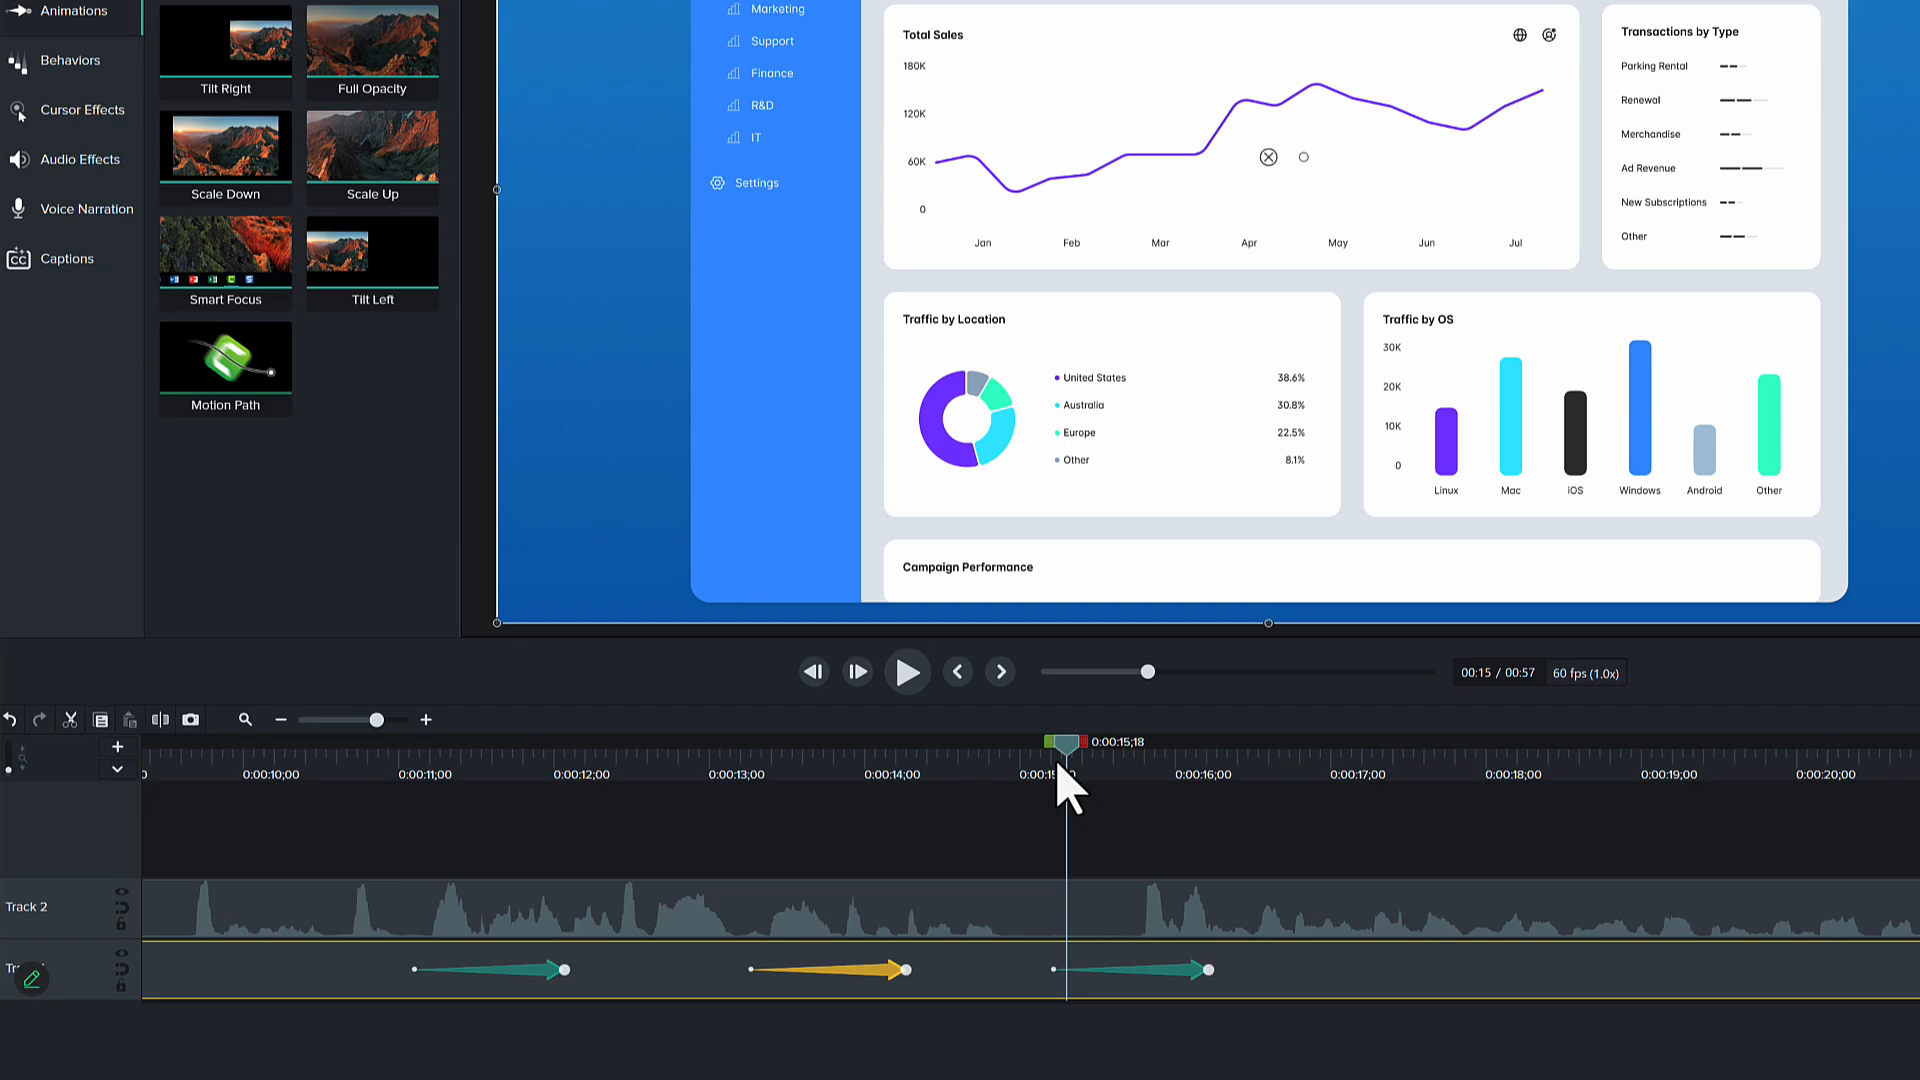 Animations
Behaviors
Cursor Effects
Audio Effects
Voice Narration
CC
Captions
Tilt Right
Full Opacity
Scale Down
Scale Up
Smart Focus
Tilt Left
Motion Path
Marketing
Support
Finance
R&D
IT
Settings
Total Sales
180K
120K
60K
0
Jan Feb Mar Apr May Jun Jul
Transactions by Type
Parking Rental
Renewal
Merchandise
Ad Revenue
New Subscriptions
Other
Traffic by Location
United States 38.6%
Australia 30.8%
Europe 22.5%
Other 8.1%
Traffic by OS
30K
20K
10K
0
Linux Mac iOS Windows Android Other
Campaign Performance
00:15 / 00:57 60 fps (1.0x)
0:00:15;18
0:00:10;00 0:00:11;00 0:00:12;00 0:00:13;00 0:00:14;00 0:00:16;00 0:00:17;00 0:00:18;00 0:00:19;00 0:00:20;00
Track 2